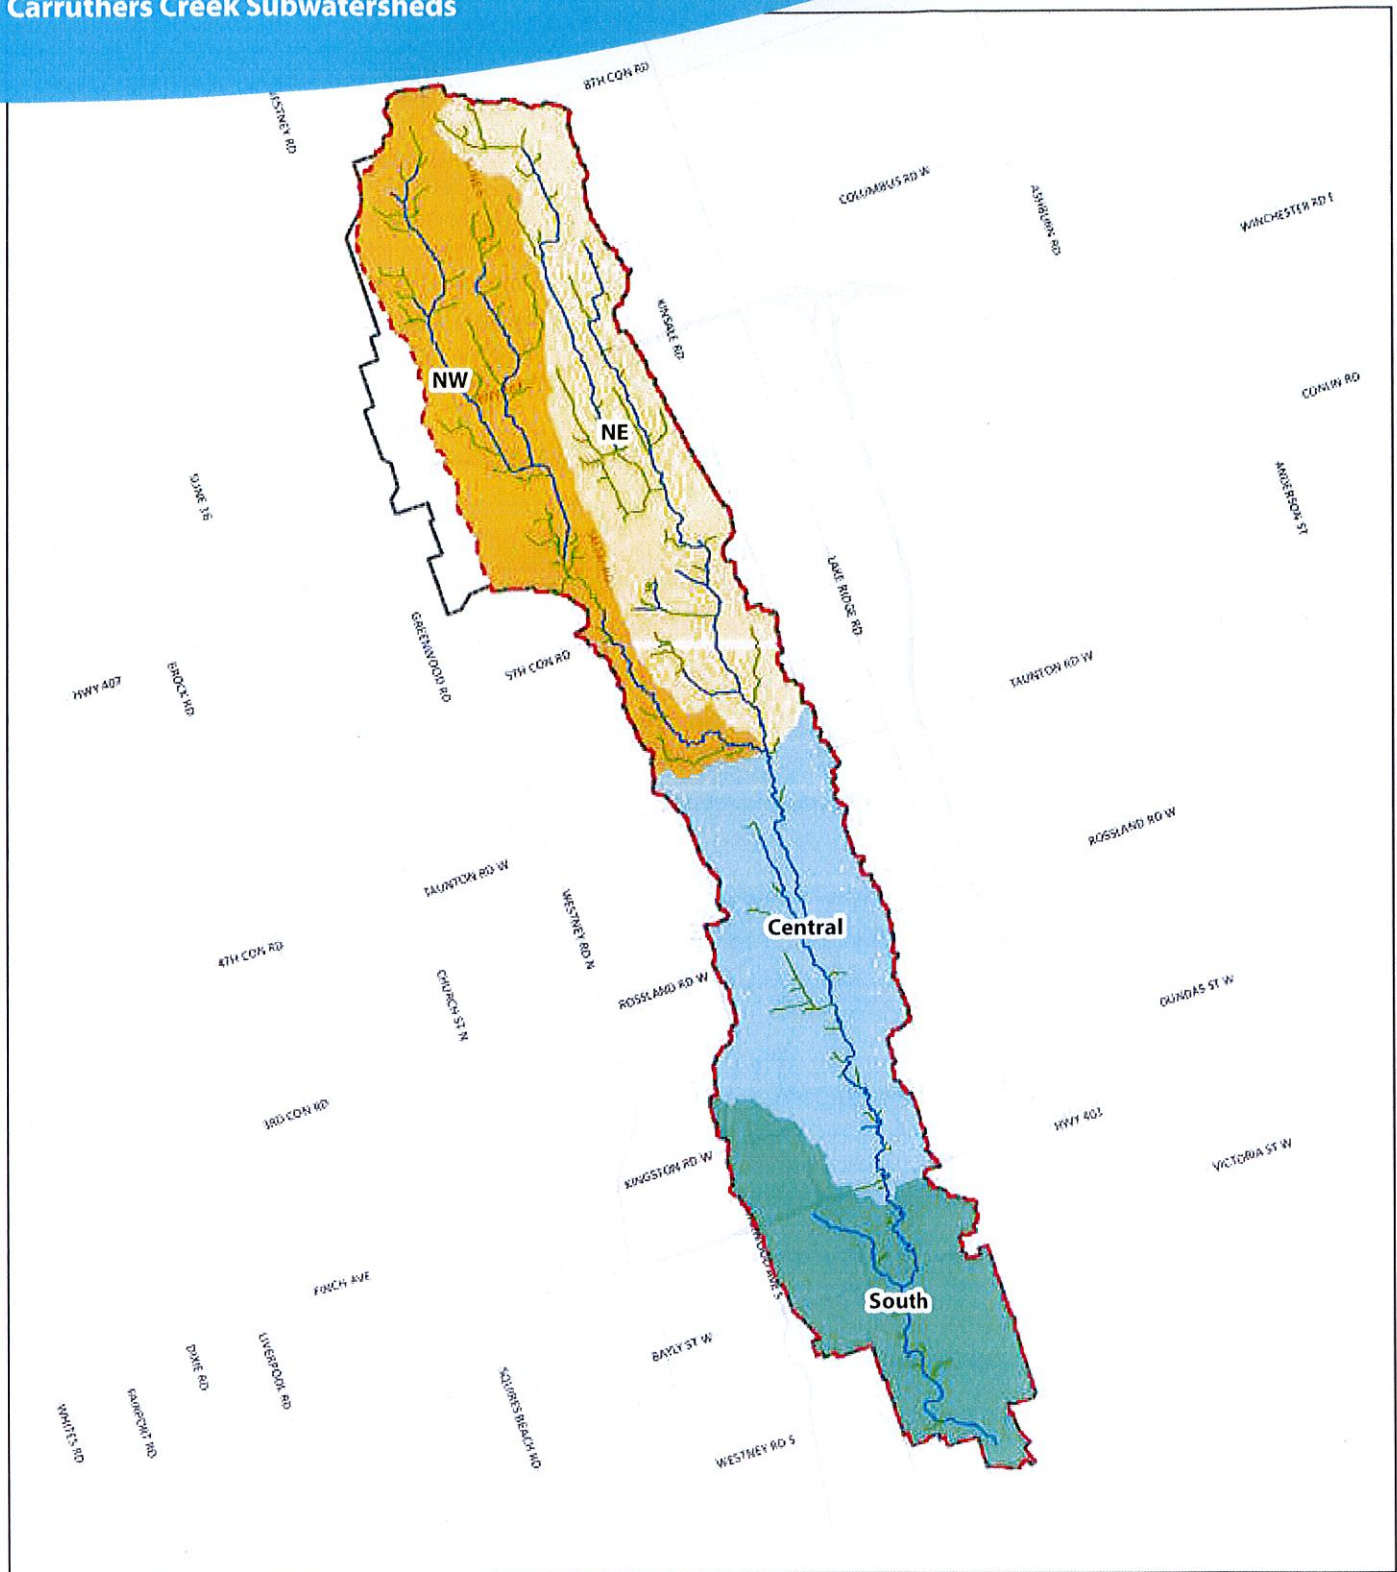 Carruthers Creek Subwatersheds
8TH CON RD
COLUMBUS RD W
ASHBURN RD
WINCHESTER RD E
KINSALE RD
CONLIN RD
NW
NE
ANDERSON ST
LAKE RIDGE RD
GREENWOOD RD
5TH CON RD
TAUNTON RD W
HWY 407
BROCK RD
ROSSLAND RD W
TAUNTON RD W
WESTNEY RD N
Central
4TH CON RD
CHURCH ST N
ROSSLAND RD W
DUNDAS ST W
3RD CON RD
HWY 401
VICTORIA ST W
KINGSTON RD W
FINCH AVE
South
BAYLY ST W
DIXIE RD
LIVERPOOL RD
SQUIRES BEACH RD
WHITES RD
FAIRPORT RD
WESTNEY RD S